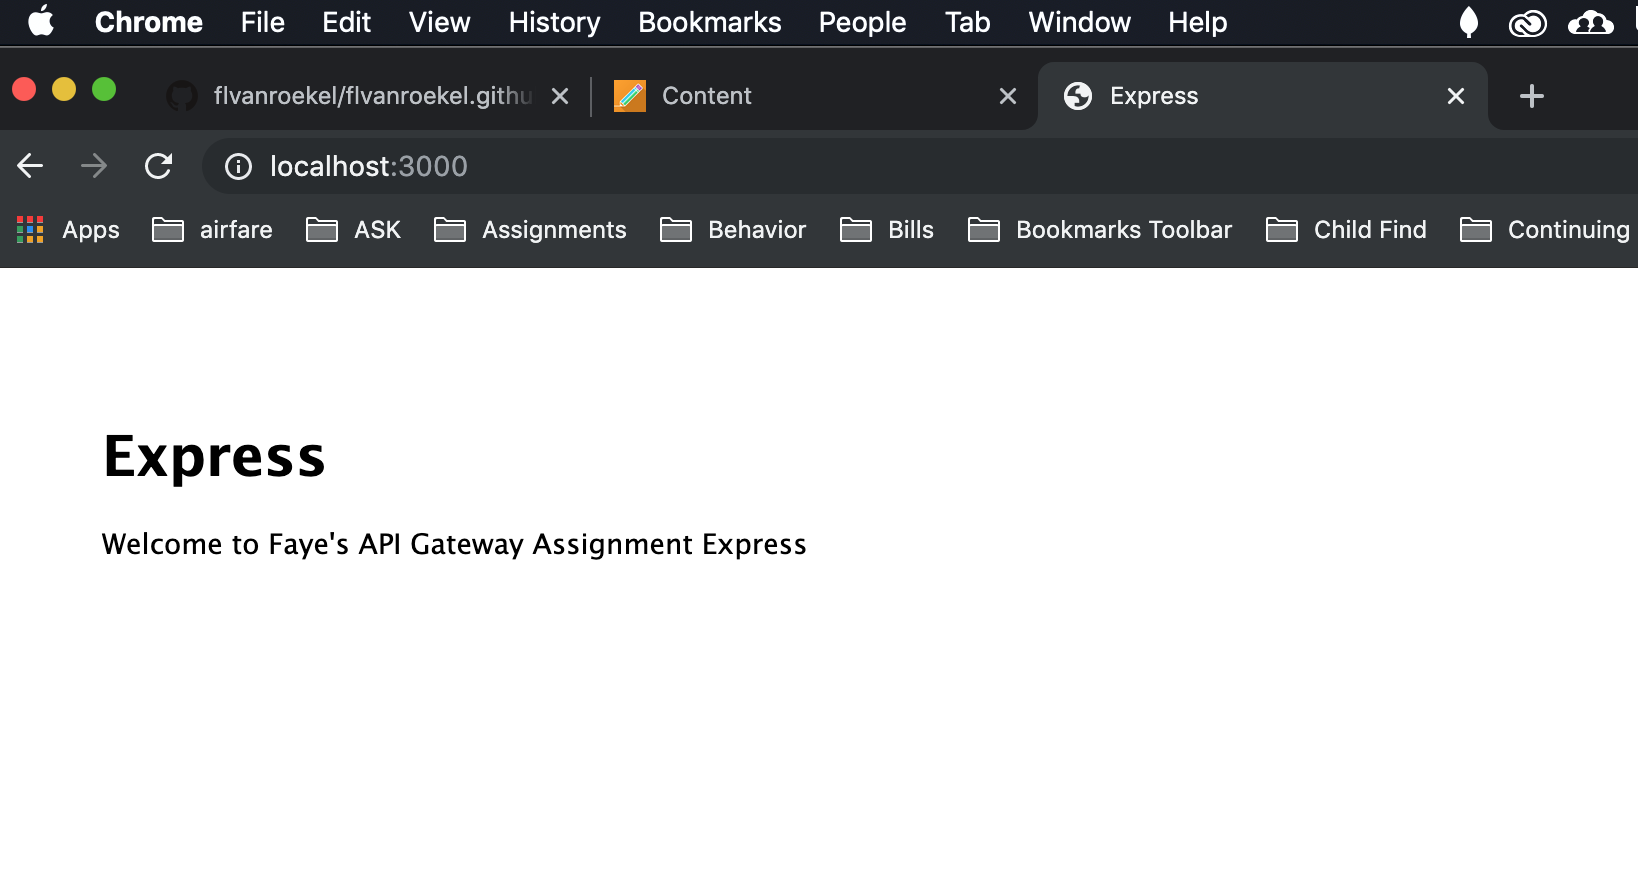 Chrome File Edit View History Bookmarks People Tab Window Help
flvanroekel/flvanroekel.githu Content Express
localhost:3000
Apps airfare ASK Assignments Behavior Bills Bookmarks Toolbar Child Find Continuing
Express
Welcome to Faye's API Gateway Assignment Express